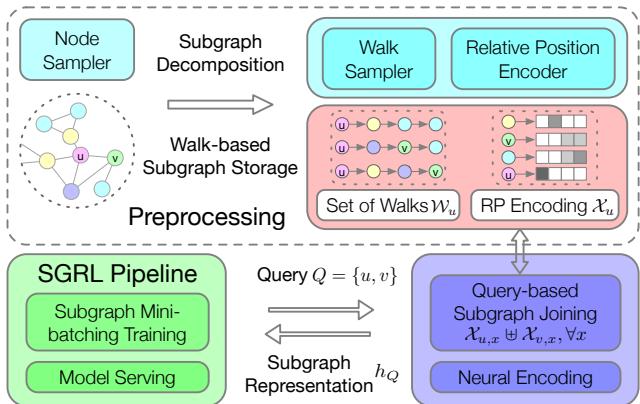 Node
Sampler
Subgraph
Decomposition
Walk
Sampler
Relative Position
Encoder
u
v
Walk-based
Subgraph Storage
u
u v
u v
u
v
u
Set of Walks 𝒲ᵤ
RP Encoding 𝒳ᵤ
Preprocessing
SGRL Pipeline
Subgraph Mini-
batching Training
Model Serving
Query Q = {u, v}
Subgraph
Representation h_Q
Query-based
Subgraph Joining
𝒳_{u,x} ⊎ 𝒳_{v,x}, ∀x
Neural Encoding